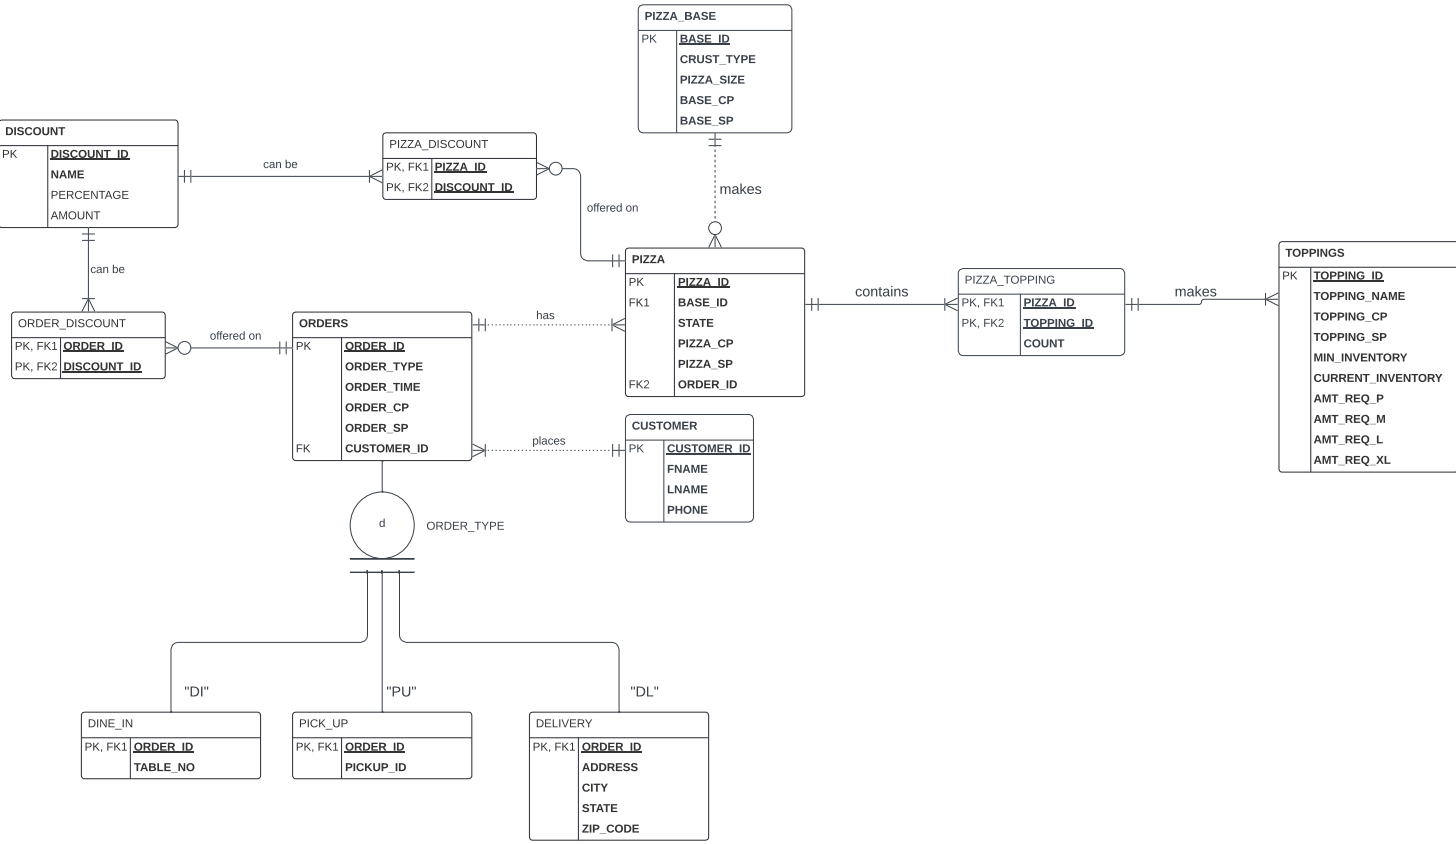 PIZZA_BASE
PK BASE_ID
CRUST_TYPE
PIZZA_SIZE
BASE_CP
BASE_SP
makes
DISCOUNT
PK DISCOUNT_ID
NAME
PERCENTAGE
AMOUNT
can be
PIZZA_DISCOUNT
PK, FK1 PIZZA_ID
PK, FK2 DISCOUNT_ID
offered on
can be
ORDER_DISCOUNT
PK, FK1 ORDER_ID
PK, FK2 DISCOUNT_ID
offered on
ORDERS
PK ORDER_ID
ORDER_TYPE
ORDER_TIME
ORDER_CP
ORDER_SP
FK CUSTOMER_ID
has
places
PIZZA
PK PIZZA_ID
FK1 BASE_ID
STATE
PIZZA_CP
PIZZA_SP
FK2 ORDER_ID
CUSTOMER
PK CUSTOMER_ID
FNAME
LNAME
PHONE
contains
PIZZA_TOPPING
PK, FK1 PIZZA_ID
PK, FK2 TOPPING_ID
COUNT
makes
TOPPINGS
PK TOPPING_ID
TOPPING_NAME
TOPPING_CP
TOPPING_SP
MIN_INVENTORY
CURRENT_INVENTORY
AMT_REQ_P
AMT_REQ_M
AMT_REQ_L
AMT_REQ_XL
d
ORDER_TYPE
"DI"
"PU"
"DL"
DINE_IN
PK, FK1 ORDER_ID
TABLE_NO
PICK_UP
PK, FK1 ORDER_ID
PICKUP_ID
DELIVERY
PK, FK1 ORDER_ID
ADDRESS
CITY
STATE
ZIP_CODE